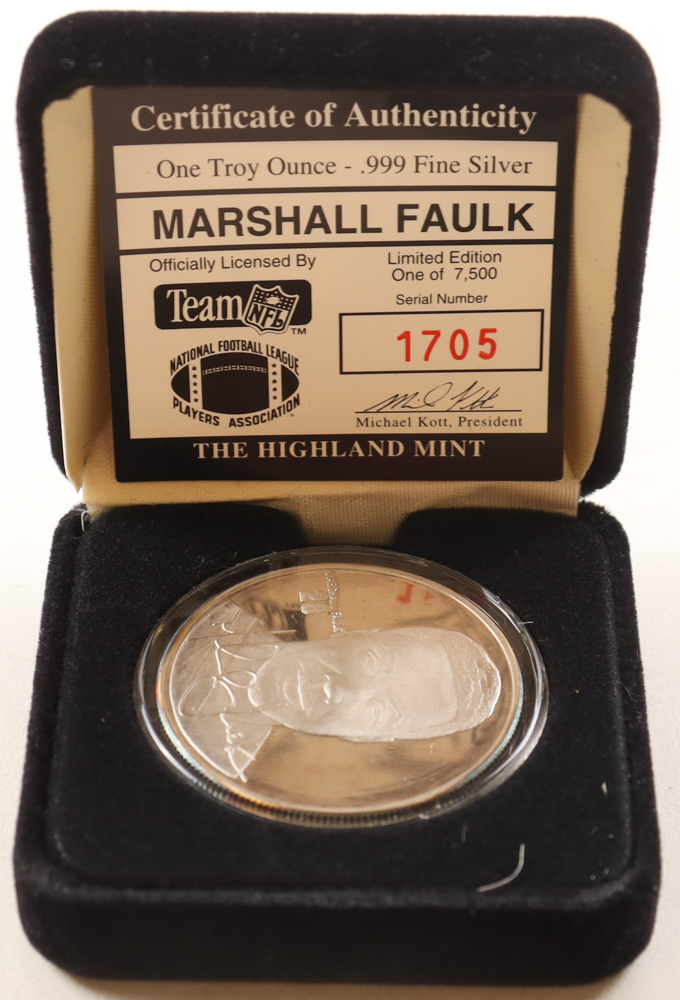 Certificate of Authenticity
One Troy Ounce - .999 Fine Silver
MARSHALL FAULK
Officially Licensed By
Team NFL
TM
NATIONAL FOOTBALL LEAGUE
PLAYERS ASSOCIATION
Limited Edition
One of 7,500
Serial Number
1705
Michael Kott, President
THE HIGHLAND MINT